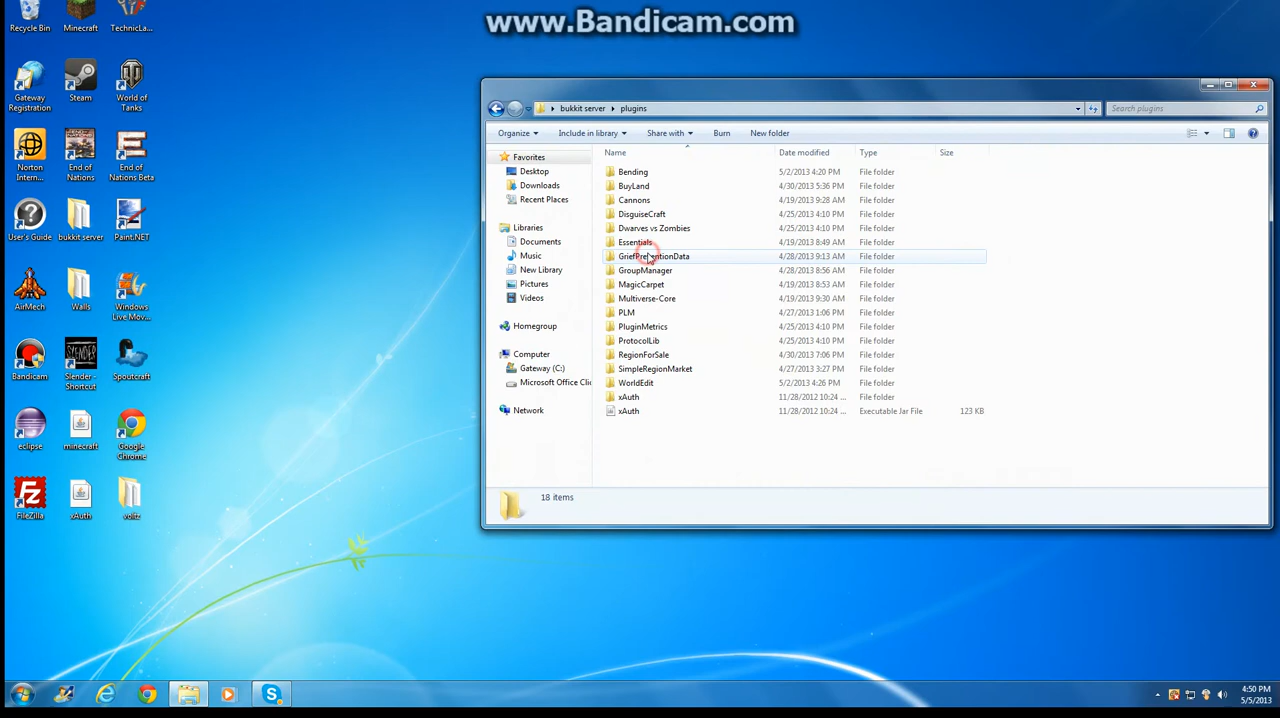 www.Bandicam.com
Recycle Bin
Minecraft
TechnicLa...
Gateway Registration
Steam
World of Tanks
Norton Intern...
End of Nations
End of Nations Beta
User's Guide
bukkit server
Paint.NET
AirMech
Walls
Windows Live Mov...
Bandicam
Slender - Shortcut
Spoutcraft
eclipse
minecraft
Google Chrome
FileZilla
xAuth
voltz
bukkit server plugins
Search plugins
Organize Include in library Share with Burn New folder
Favorites
Desktop
Downloads
Recent Places
Libraries
Documents
Music
New Library
Pictures
Videos
Homegroup
Computer
Gateway (C:)
Microsoft Office Clic
Network
Name Date modified Type Size
Bending 5/2/2013 4:20 PM File folder
BuyLand 4/30/2013 5:36 PM File folder
Cannons 4/19/2013 9:28 AM File folder
DisguiseCraft 4/25/2013 4:10 PM File folder
Dwarves vs Zombies 4/25/2013 4:10 PM File folder
Essentials 4/19/2013 8:49 AM File folder
GriefPreventionData 4/28/2013 9:13 AM File folder
GroupManager 4/28/2013 8:56 AM File folder
MagicCarpet 4/19/2013 8:53 AM File folder
Multiverse-Core 4/19/2013 9:30 AM File folder
PLM 4/27/2013 1:06 PM File folder
PluginMetrics 4/25/2013 4:10 PM File folder
ProtocolLib 4/25/2013 4:10 PM File folder
RegionForSale 4/30/2013 7:06 PM File folder
SimpleRegionMarket 4/27/2013 3:27 PM File folder
WorldEdit 5/2/2013 4:26 PM File folder
xAuth 11/28/2012 10:24 ... File folder
xAuth 11/28/2012 10:24 ... Executable Jar File 123 KB
18 items
4:50 PM
5/5/2013